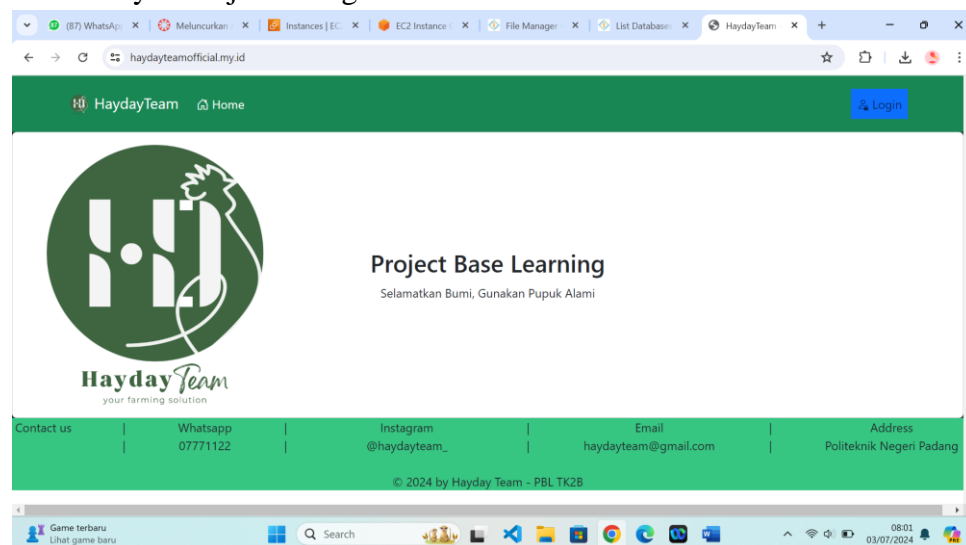 (87) WhatsAp
Meluncurkan
Instances | EC
EC2 Instance C
File Manager
List Database
HaydayTeam
haydayteamofficial.my.id
HaydayTeam Home
Login
HD
Project Base Learning
Selamatkan Bumi, Gunakan Pupuk Alami
Hayday Team
your farming solution
Contact us | Whatsapp | Instagram | Email | Address
| 07771122 | @haydayteam_ | haydayteam@gmail.com | Politeknik Negeri Padang
© 2024 by Hayday Team - PBL TK2B
Game terbaru
Lihat game baru
Search
08:01
03/07/2024